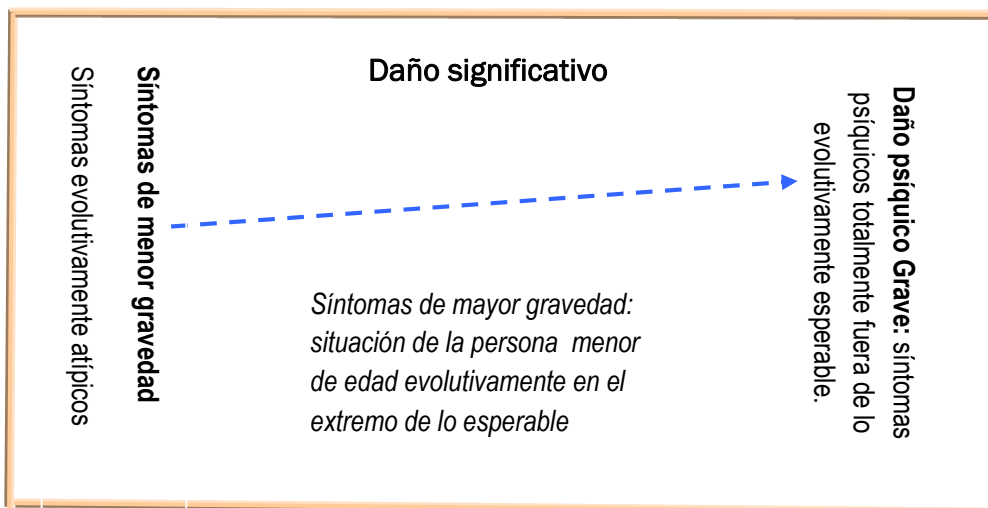 Daño significativo
Síntomas de menor gravedad
Síntomas evolutivamente atípicos
Síntomas de mayor gravedad:
situación de la persona menor
de edad evolutivamente en el
extremo de lo esperable
Daño psíquico Grave: síntomas
psíquicos totalmente fuera de lo
evolutivamente esperable.